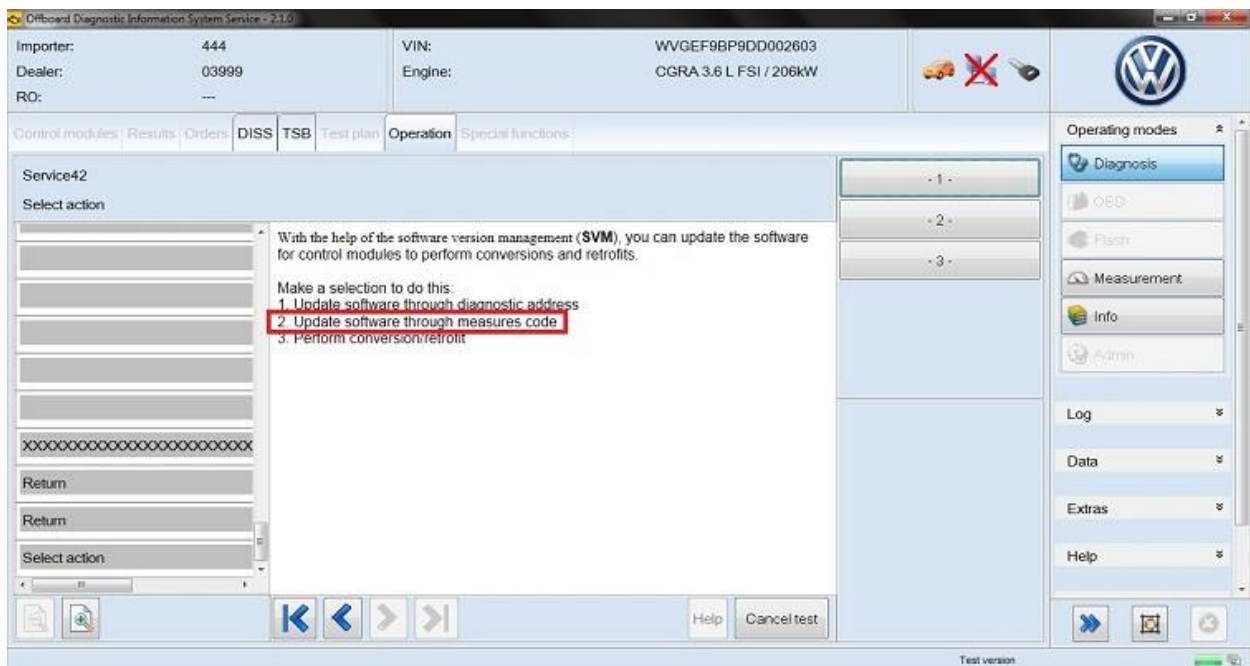 Offboard Diagnostic Information System Service - 2.1.0
Importer: 444 VIN: WVGEF9BP9DD002603
Dealer: 03999 Engine: CGRA 3.6 L FSI / 206kW
RO: ---
Control modules Results Orders DISS TSB Test plan Operation Special functions
Service42
Select action
With the help of the software version management (SVM), you can update the software
for control modules to perform conversions and retrofits.
Make a selection to do this:
1. Update software through diagnostic address
2. Update software through measures code
3. Perform conversion/retrofit
XXXXXXXXXXXXXXXXXXXXXXXX
Return
Return
Select action
Help
Cancel test
- 1 -
- 2 -
- 3 -
Operating modes
Diagnosis
OBD
Flash
Measurement
Info
Admin
Log
Data
Extras
Help
Test version